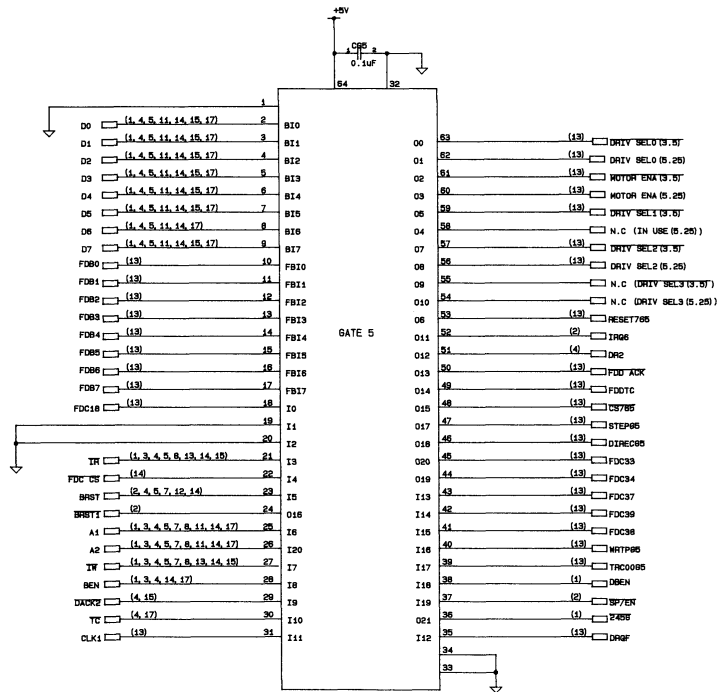 +5V
1 CG5 2
0.1uF
64 32
1
D0 (1, 4, 5, 11, 14, 15, 17) 2 BI0
D1 (1, 4, 5, 11, 14, 15, 17) 3 BI1
D2 (1, 4, 5, 11, 14, 15, 17) 4 BI2
D3 (1, 4, 5, 11, 14, 15, 17) 5 BI3
D4 (1, 4, 5, 11, 14, 15, 17) 6 BI4
D5 (1, 4, 5, 11, 14, 15, 17) 7 BI5
D6 (1, 4, 5, 11, 14, 17) 8 BI6
D7 (1, 4, 5, 11, 14, 15, 17) 9 BI7
FDB0 (13) 10 FBI0
FDB1 (13) 11 FBI1
FDB2 (13) 12 FBI2
FDB3 (13) 13 FBI3
FDB4 (13) 14 FBI4
FDB5 (13) 15 FBI5
FDB6 (13) 16 FBI6
FDB7 (13) 17 FBI7
FDC18 (13) 18 I0
19 I1
20 I2
IR (1, 3, 4, 5, 8, 13, 14, 15) 21 I3
FDC CS (14) 22 I4
BRST (2, 4, 5, 7, 12, 14) 23 I5
BRST1 (2) 24 O16
A1 (1, 3, 4, 5, 7, 8, 11, 14, 17) 25 I6
A2 (1, 3, 4, 5, 7, 8, 11, 14, 17) 26 I20
IW (1, 3, 4, 5, 7, 8, 13, 14, 15) 27 I7
BEN (1, 3, 4, 14, 17) 28 I8
DACK2 (4, 15) 29 I9
TC (4, 17) 30 I10
CLK1 (13) 31 I11
GATE 5
O0 63 (13) DRIV SEL0 (3.5)
O1 62 (13) DRIV SEL0 (5.25)
O2 61 (13) MOTOR ENA (3.5)
O3 60 (13) MOTOR ENA (5.25)
O5 59 (13) DRIV SEL1 (3.5)
O4 58 N.C (IN USE (5.25))
O7 57 (13) DRIV SEL2 (3.5)
O8 56 (13) DRIV SEL2 (5.25)
O9 55 N.C (DRIV SEL3 (3.5))
O10 54 N.C (DRIV SEL3 (5.25))
O6 53 (13) RESET765
O11 52 (2) IRQ6
O12 51 (4) DR2
O13 50 (13) FDD ACK
O14 49 (13) FDDTC
O15 48 (13) CS765
O17 47 (13) STEP95
O18 46 (13) DIREC95
O20 45 (13) FDC33
O19 44 (13) FDC34
I13 43 (13) FDC37
I14 42 (13) FDC39
I15 41 (13) FDC38
I16 40 (13) WRTP95
I17 39 (13) TRC0095
I18 38 (1) DBEN
I19 37 (2) SP/EN
O21 36 (1) 245G
I12 35 (13) DRQF
34
33